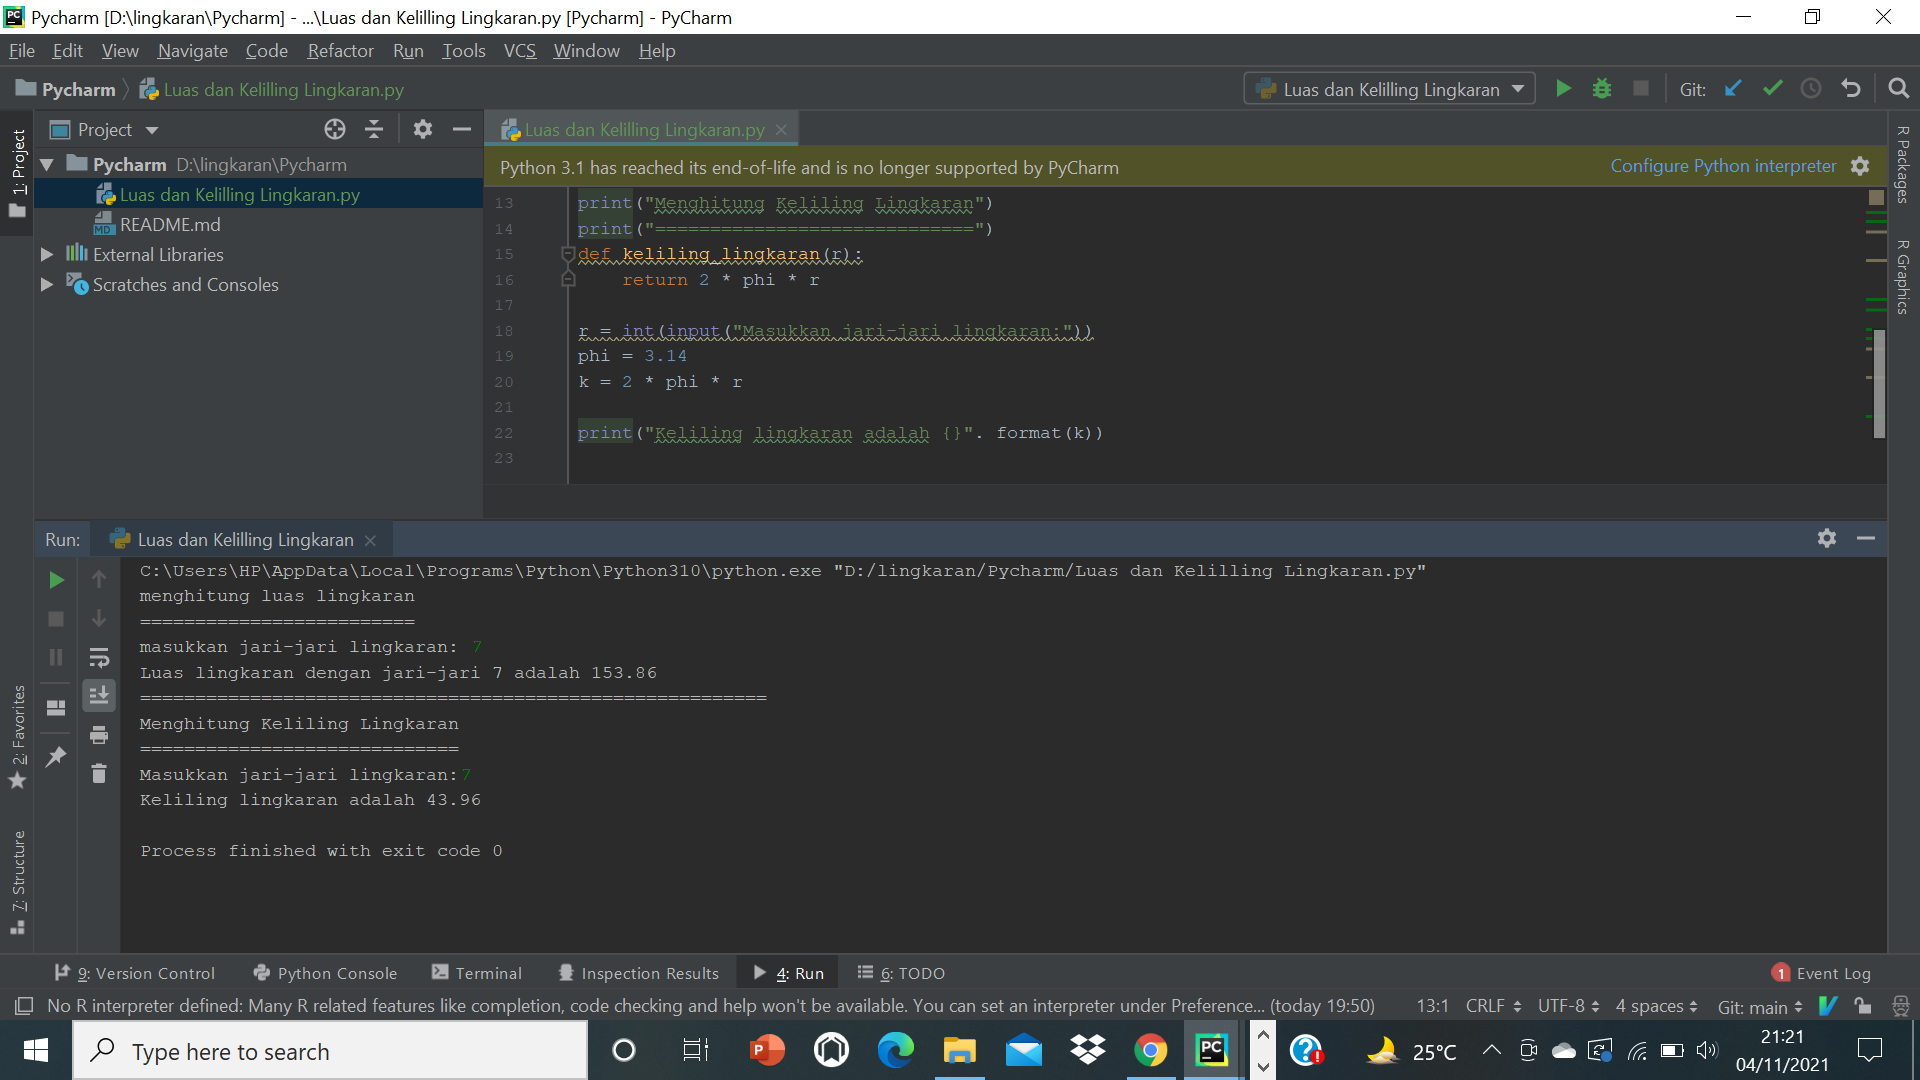 Pycharm [D:\lingkaran\Pycharm] - ...\Luas dan Kelilling Lingkaran.py [Pycharm] - PyCharm
File Edit View Navigate Code Refactor Run Tools VCS Window Help
Pycharm Luas dan Kelilling Lingkaran.py
Luas dan Kelilling Lingkaran Git:
1: Project
Project
Pycharm D:\lingkaran\Pycharm
Luas dan Kelilling Lingkaran.py
README.md
External Libraries
Scratches and Consoles
Luas dan Kelilling Lingkaran.py
Python 3.1 has reached its end-of-life and is no longer supported by PyCharm Configure Python interpreter
13 print("Menghitung Keliling Lingkaran")
14 print("=============================")
15 def keliling_lingkaran(r):
16     return 2 * phi * r
17
18 r = int(input("Masukkan jari-jari lingkaran:"))
19 phi = 3.14
20 k = 2 * phi * r
21
22 print("Keliling lingkaran adalah {}". format(k))
23
R Packages
R Graphics
Run: Luas dan Kelilling Lingkaran
C:\Users\HP\AppData\Local\Programs\Python\Python310\python.exe "D:/lingkaran/Pycharm/Luas dan Kelilling Lingkaran.py"
menghitung luas lingkaran
=========================
masukkan jari-jari lingkaran: 7
Luas lingkaran dengan jari-jari 7 adalah 153.86
=========================================================
Menghitung Keliling Lingkaran
=============================
Masukkan jari-jari lingkaran:7
Keliling lingkaran adalah 43.96
Process finished with exit code 0
2: Favorites
7: Structure
9: Version Control Python Console Terminal Inspection Results 4: Run 6: TODO 1 Event Log
No R interpreter defined: Many R related features like completion, code checking and help won't be available. You can set an interpreter under Preference... (today 19:50) 13:1 CRLF UTF-8 4 spaces Git: main
Type here to search
25°C
21:21
04/11/2021